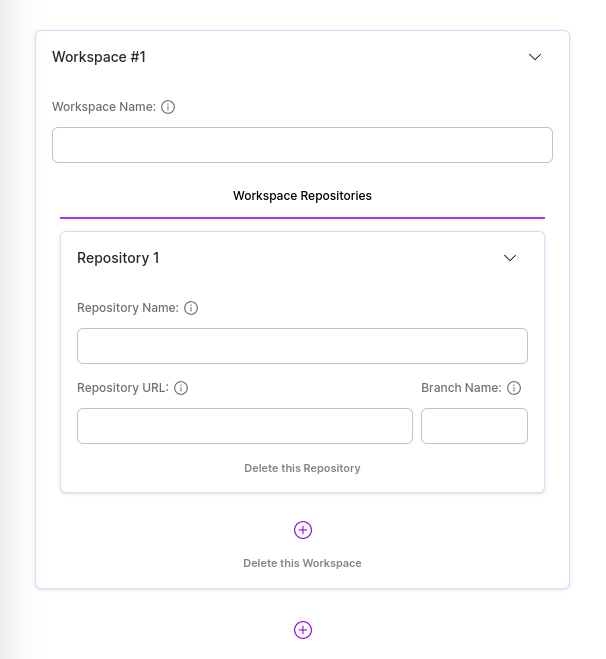 Workspace #1
Workspace Name:
Workspace Repositories
Repository 1
Repository Name:
Repository URL: Branch Name:
Delete this Repository
Delete this Workspace